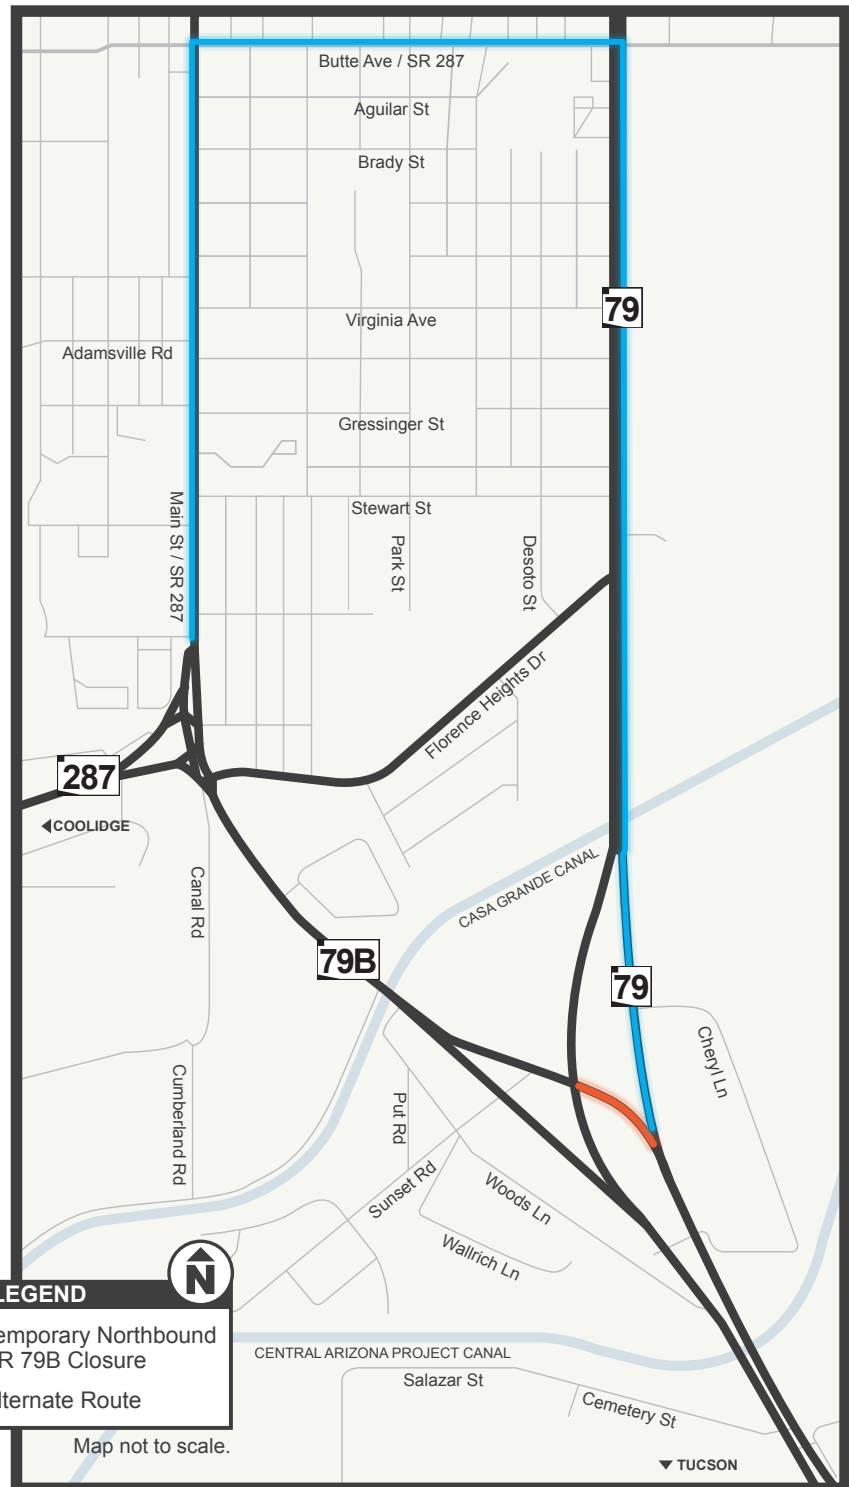 Butte Ave / SR 287
Aguilar St
Brady St
79
Virginia Ave
Adamsville Rd
Gressinger St
Main St / SR 287
Stewart St
Park St
Desoto St
Florence Heights Dr
287
COOLIDGE
CASA GRANDE CANAL
Canal Rd
79B
79
Cheryl Ln
Cumberland Rd
Put Rd
Sunset Rd
Woods Ln
Wallrich Ln
N
LEGEND
emporary Northbound
R 79B Closure
lternate Route
CENTRAL ARIZONA PROJECT CANAL
Salazar St
Cemetery St
Map not to scale.
TUCSON